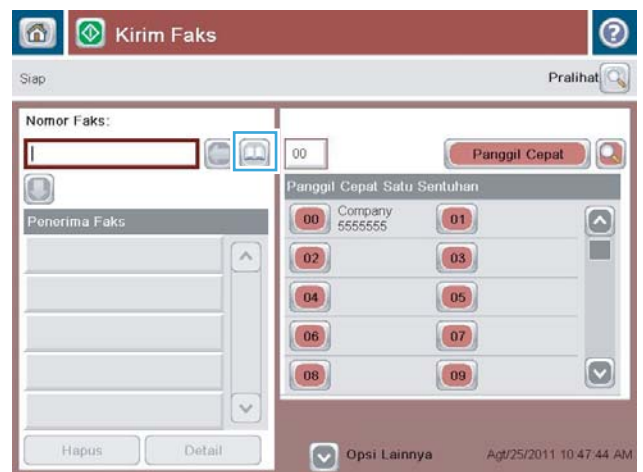 Kirim Faks
Siap
Pralihat
Nomor Faks:
00
Panggil Cepat
Panggil Cepat Satu Sentuhan
Penerima Faks
00 Company 5555555 01
02 03
04 05
06 07
08 09
Hapus Detail
Opsi Lainnya
Agt/25/2011 10:47:44 AM